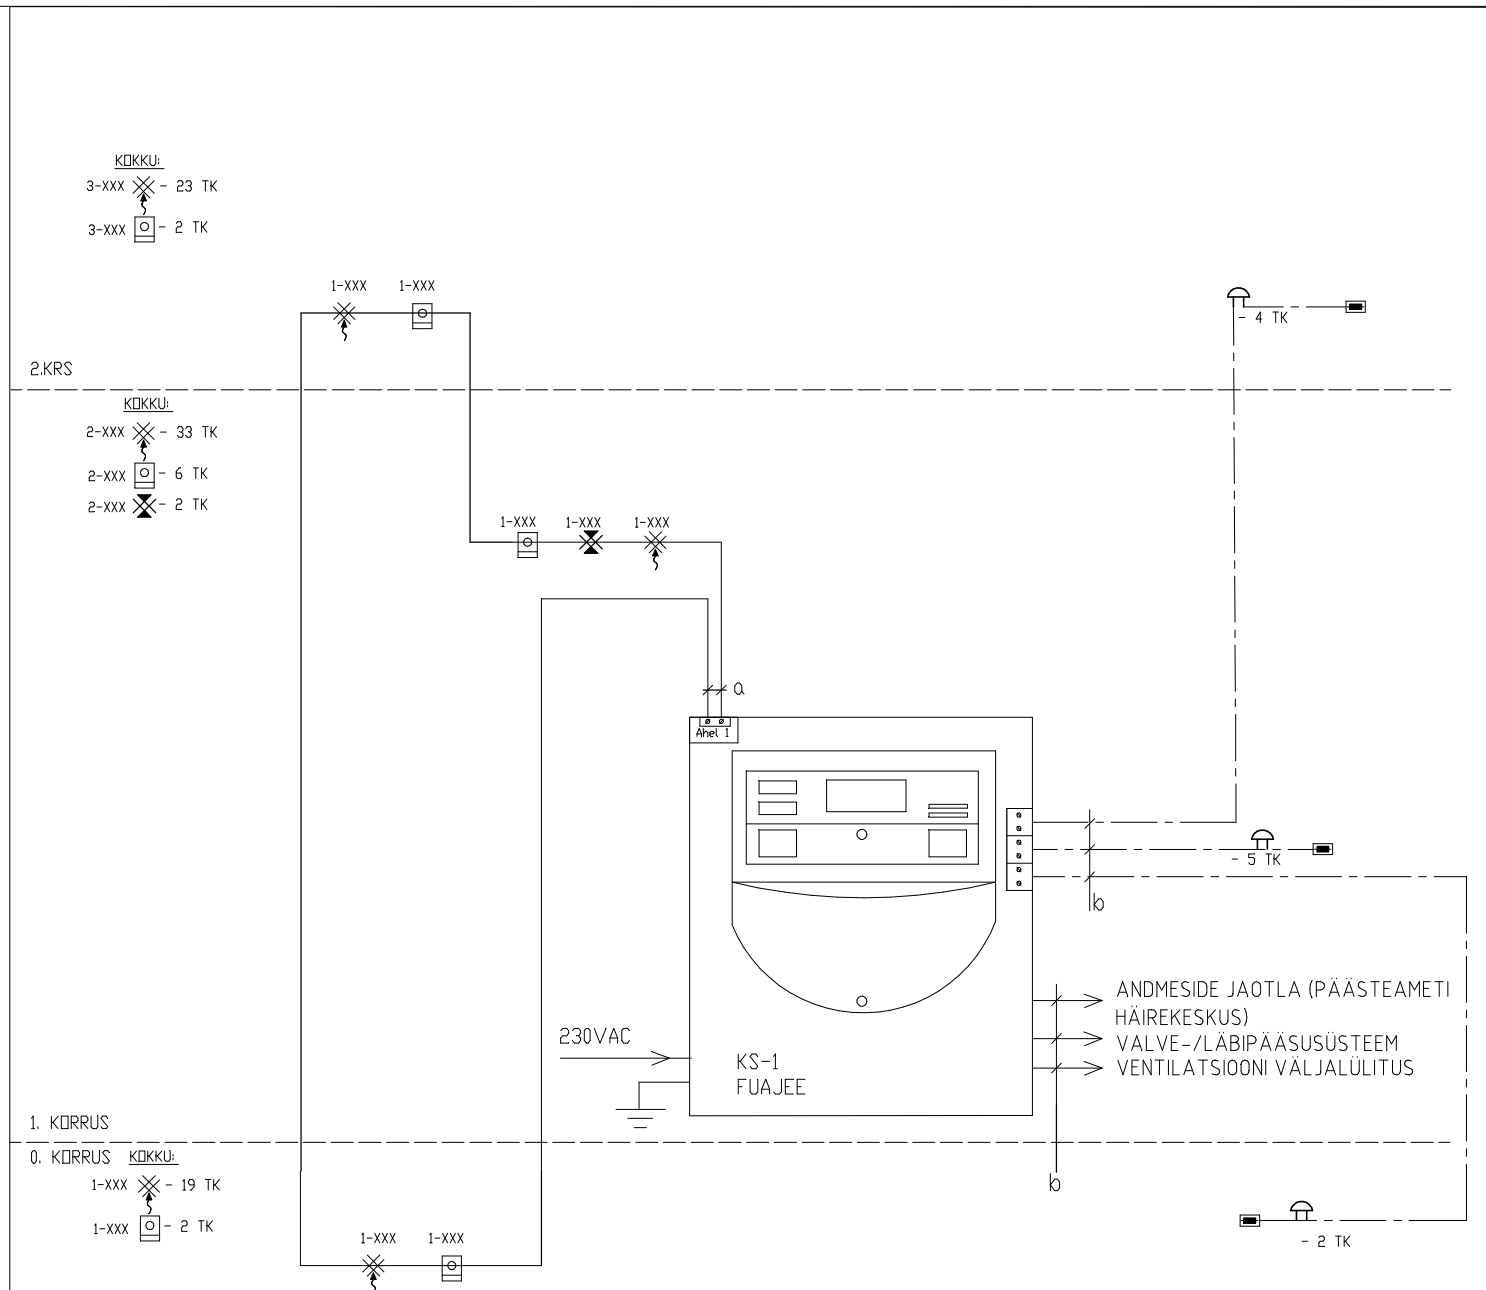 KOKKU:
3-XXX - 23 TK
3-XXX - 2 TK
1-XXX 1-XXX
- 4 TK
2.KRS
KOKKU:
2-XXX - 33 TK
2-XXX - 6 TK
2-XXX - 2 TK
1-XXX 1-XXX 1-XXX
a
Ahel 1
- 5 TK
b
ANDMESIDE JAOTLA (PÄÄSTEAMETI
HÄIREKESKUS)
VALVE-/LÄBIPÄÄSUSÜSTEEM
VENTILATSIOONI VÄLJALÜLITUS
230VAC
KS-1
FUAJEE
1. KORRUS
0. KORRUS KOKKU:
1-XXX - 19 TK
1-XXX - 2 TK
b
1-XXX 1-XXX
- 2 TK